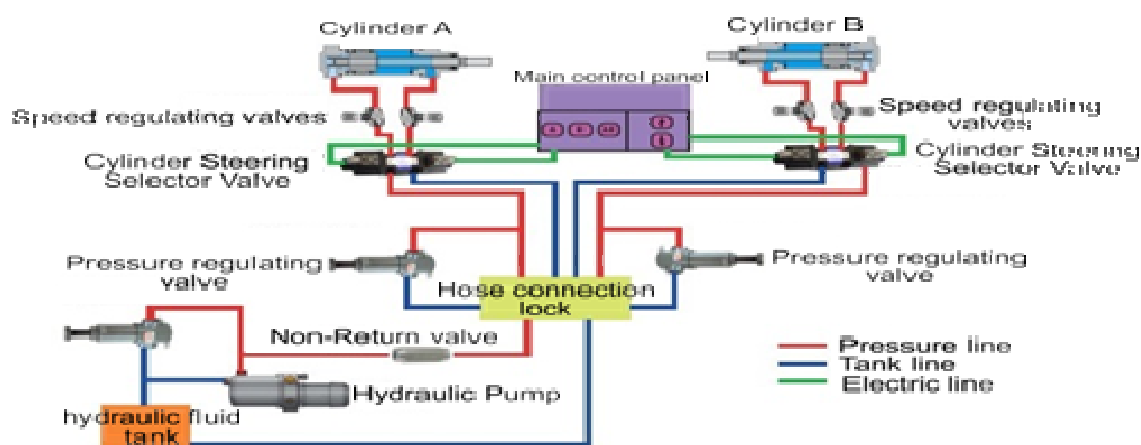 Cylinder A
Cylinder B
Main control panel
Speed regulating valves
Speed regulating
valves
Cylinder Steering
Selector Valve
Cylinder Steering
Selector Valve
Pressure regulating
valve
Pressure regulating
valve
Hose connection
lock
Non-Return valve
Hydraulic Pump
hydraulic fluid
tank
Pressure line
Tank line
Electric line